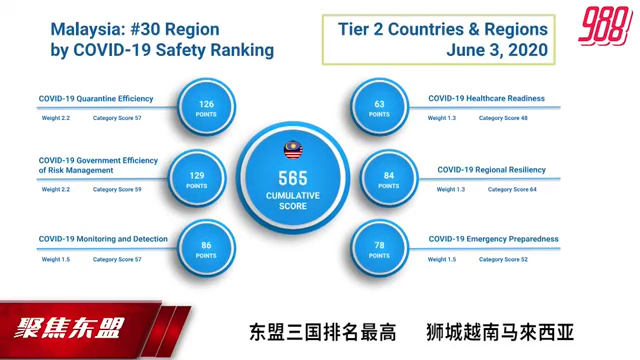 Malaysia: #30 Region
by COVID-19 Safety Ranking
Tier 2 Countries & Regions
June 3, 2020
988
COVID-19 Quarantine Efficiency
Weight 2.2 Category Score 57
126
POINTS
COVID-19 Government Efficiency
of Risk Management
Weight 2.2 Category Score 59
129
POINTS
COVID-19 Monitoring and Detection
Weight 1.5 Category Score 57
86
POINTS
565
CUMULATIVE
SCORE
63
POINTS
COVID-19 Healthcare Readiness
Weight 1.3 Category Score 48
84
POINTS
COVID-19 Regional Resiliency
Weight 1.3 Category Score 64
78
POINTS
COVID-19 Emergency Preparedness
Weight 1.5 Category Score 52
聚焦东盟
东盟三国排名最高 狮城越南马來西亚